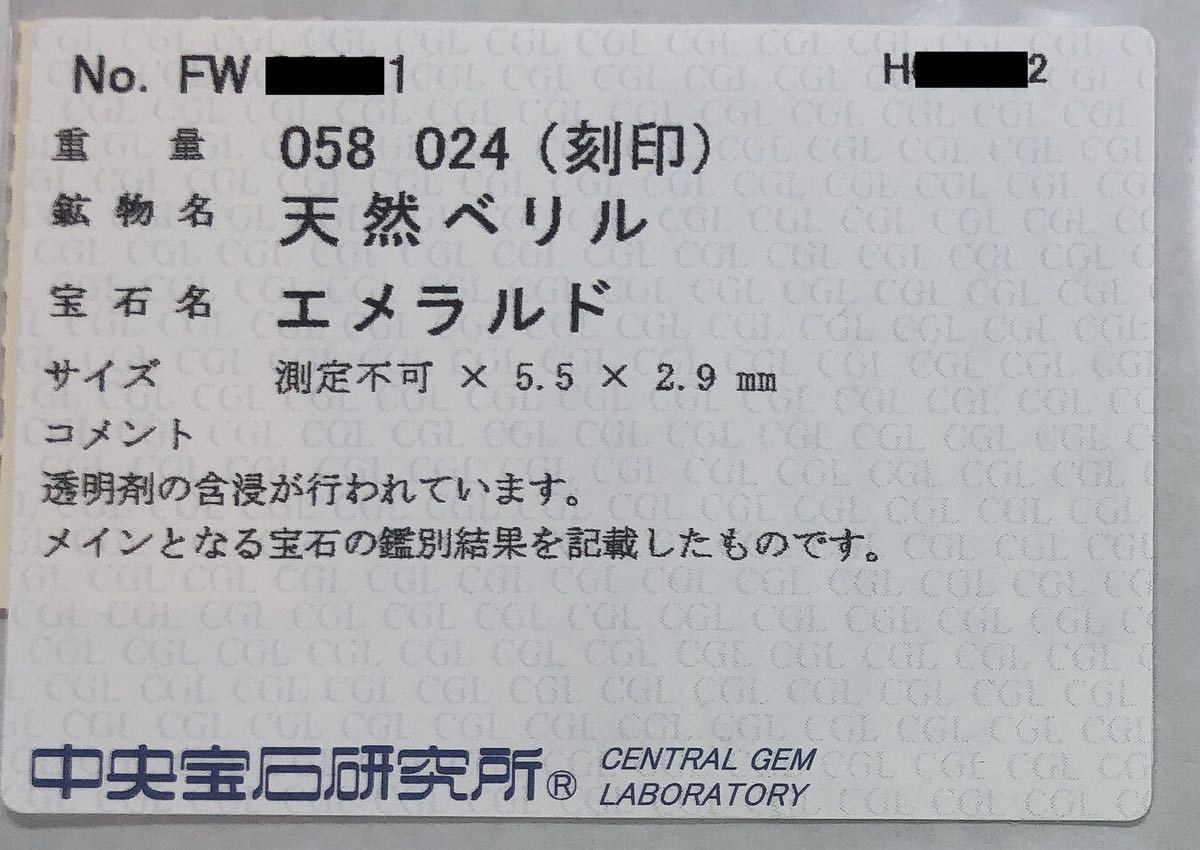 No. FW 1 H 2
重量 058 024 (刻印)
鉱物名 天然ベリル
宝石名 エメラルド
サイズ 測定不可 × 5.5 × 2.9 mm
コメント
透明剤の含浸が行われています。
メインとなる宝石の鑑別結果を記載したものです。
中央宝石研究所® CENTRAL GEM
LABORATORY